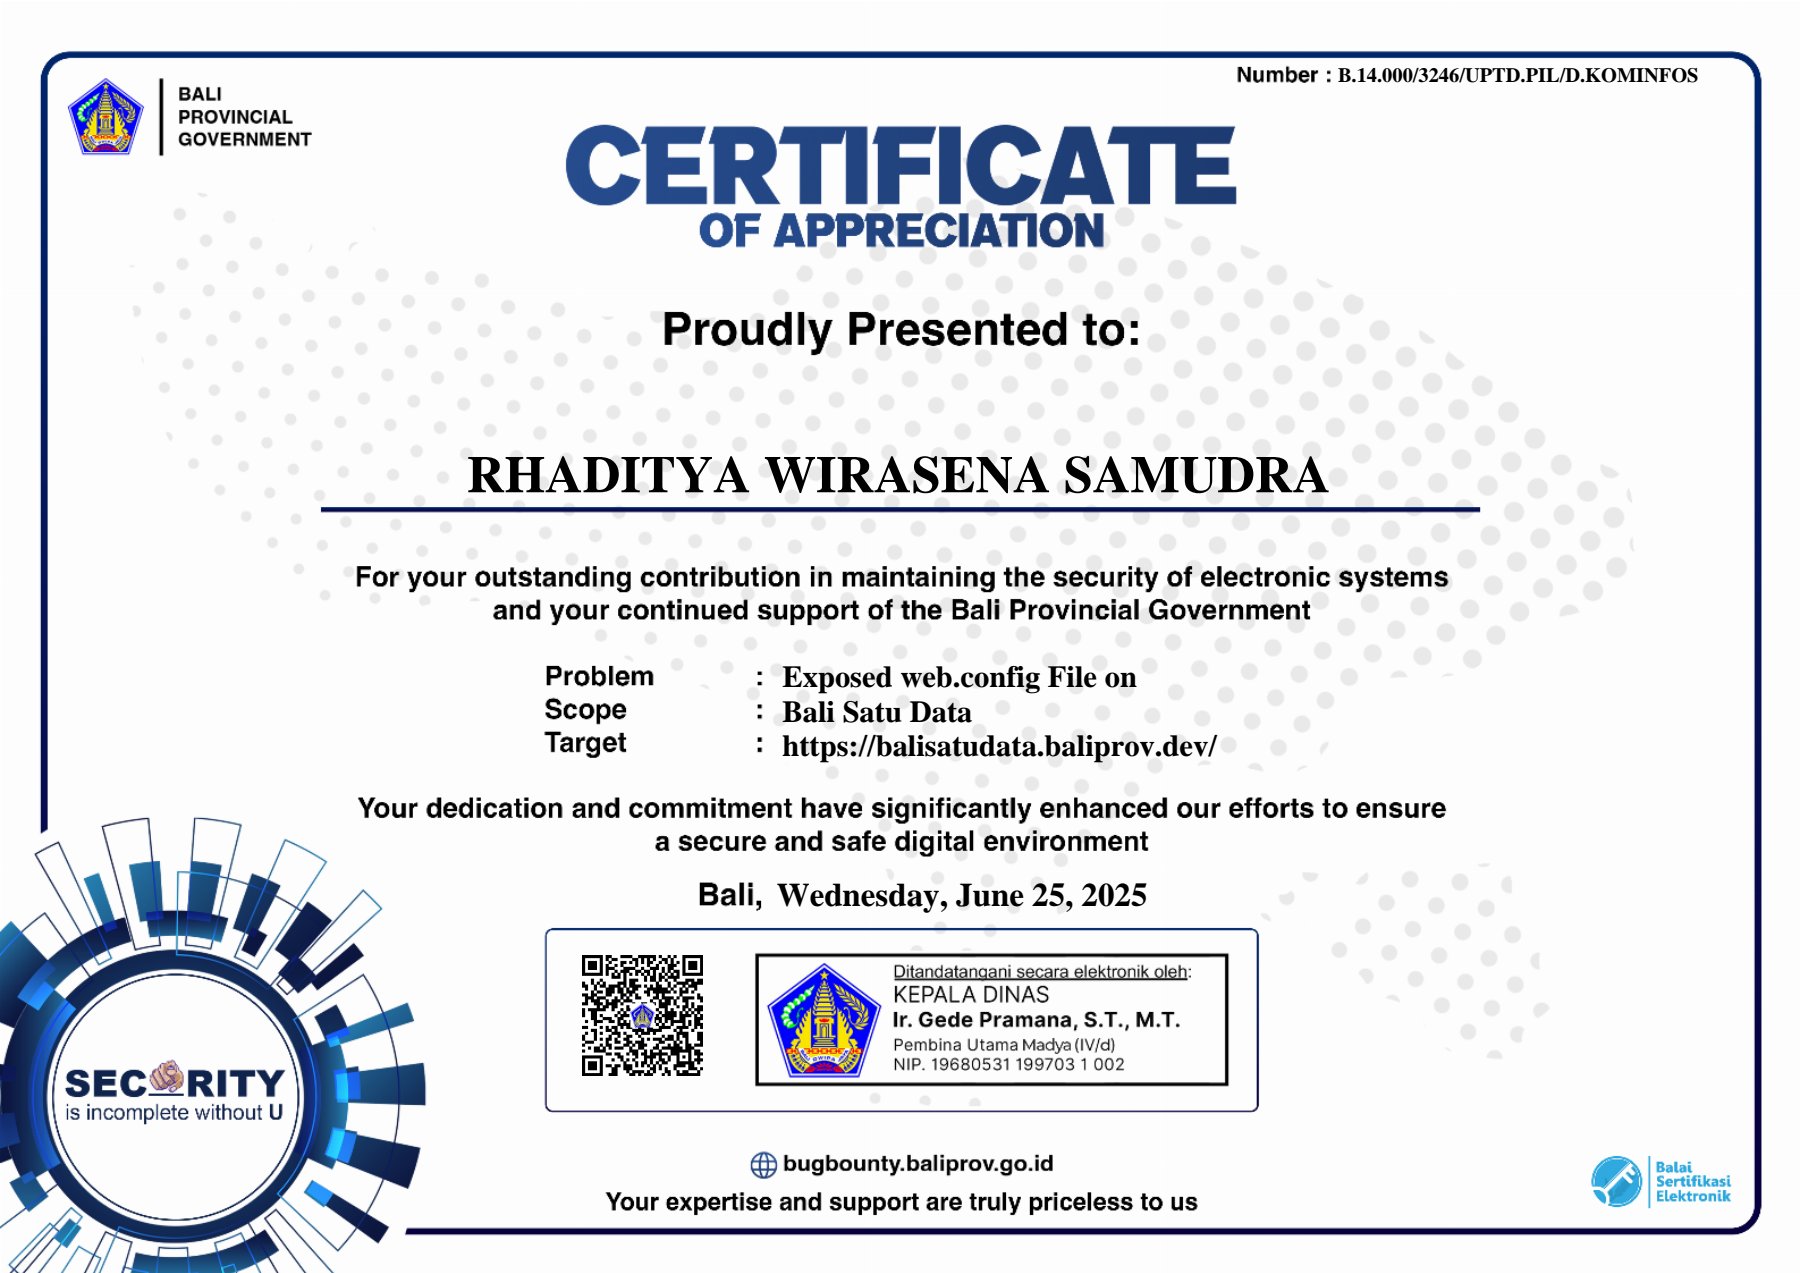 Number : B.14.000/3246/UPTD.PIL/D.KOMINFOS
BALI
PROVINCIAL
GOVERNMENT
CERTIFICATE
OF APPRECIATION
Proudly Presented to:
RHADITYA WIRASENA SAMUDRA
For your outstanding contribution in maintaining the security of electronic systems
and your continued support of the Bali Provincial Government
Problem : Exposed web.config File on
Scope : Bali Satu Data
Target : https://balisatudata.baliprov.dev/
Your dedication and commitment have significantly enhanced our efforts to ensure
a secure and safe digital environment
Bali, Wednesday, June 25, 2025
Ditandatangani secara elektronik oleh:
KEPALA DINAS
Ir. Gede Pramana, S.T., M.T.
Pembina Utama Madya (IV/d)
NIP. 19680531 199703 1 002
SECURITY
is incomplete without U
bugbounty.baliprov.go.id
Your expertise and support are truly priceless to us
Balai
Sertifikasi
Elektronik